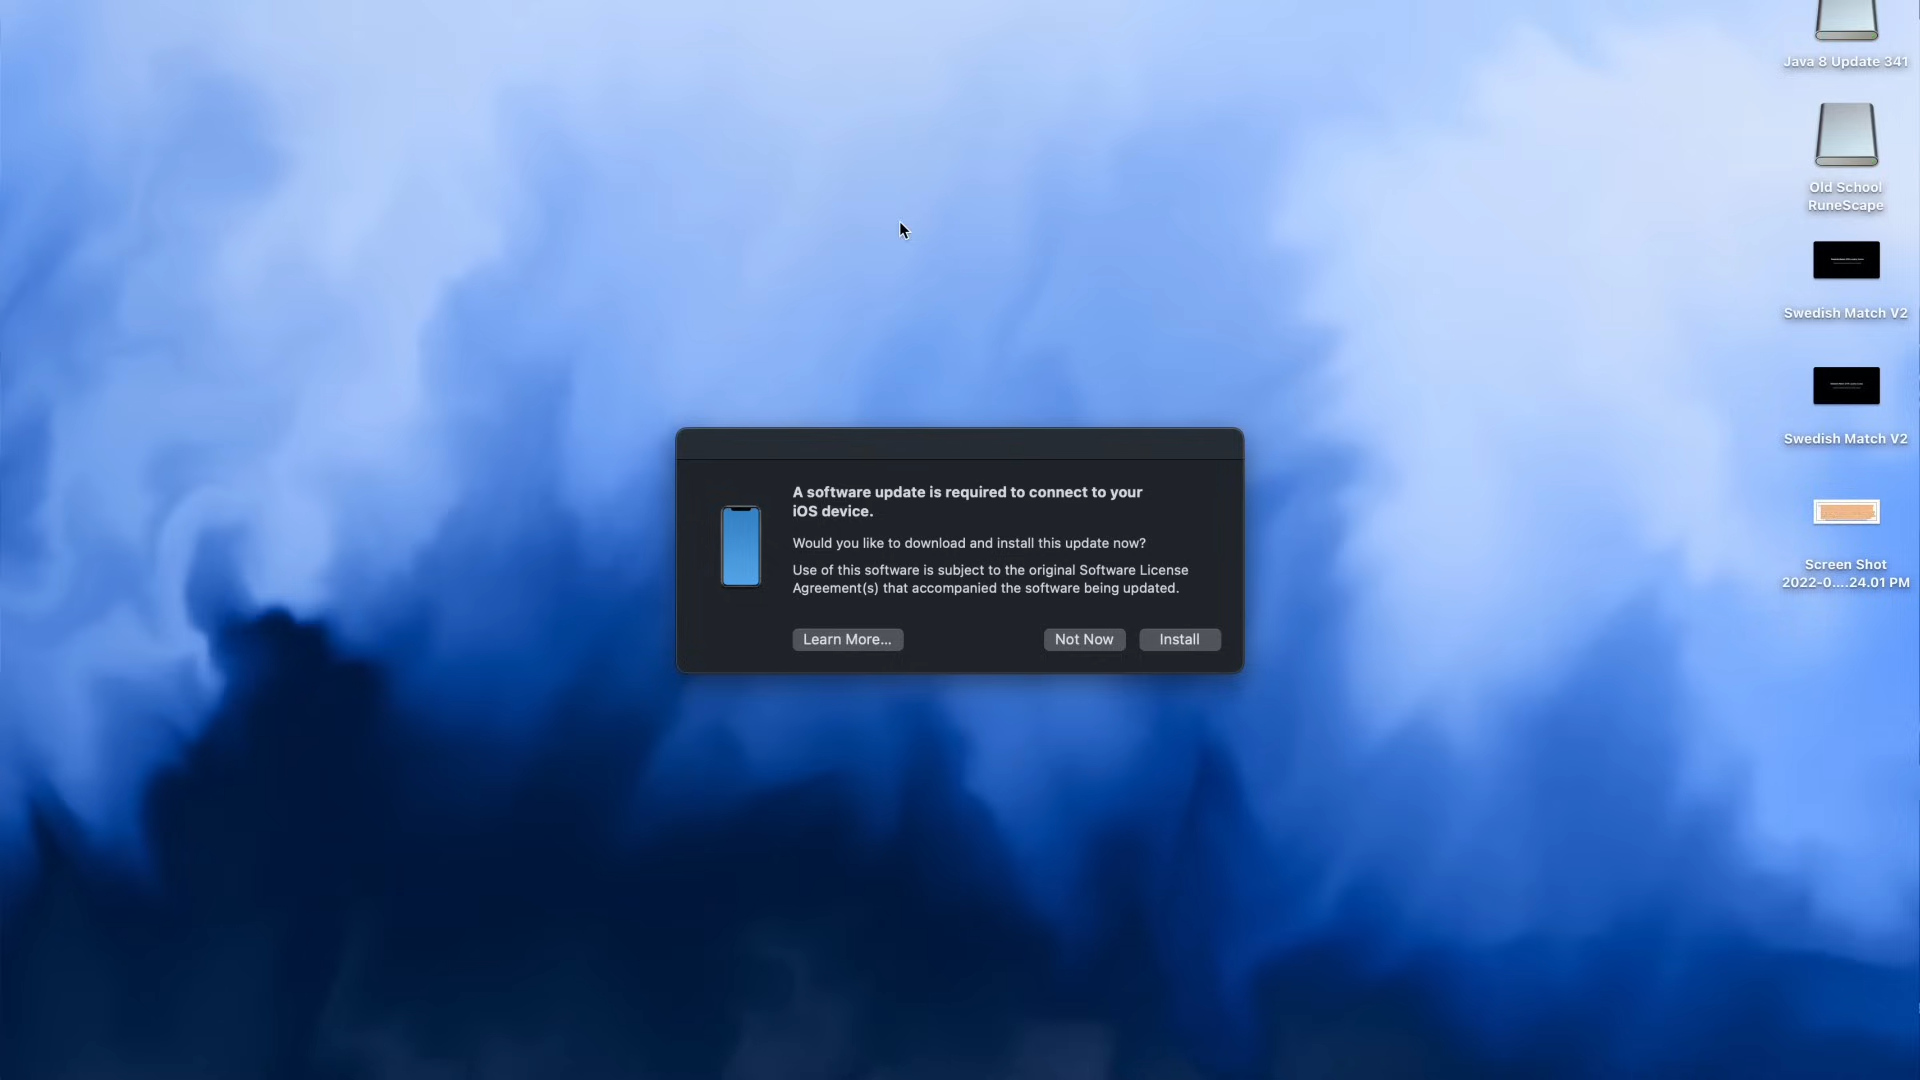 Java 8 Update 341
Old School
RuneScape
Swedish Match V2
Swedish Match V2
Screen Shot
2022-0....24.01 PM
A software update is required to connect to your
iOS device.
Would you like to download and install this update now?
Use of this software is subject to the original Software License
Agreement(s) that accompanied the software being updated.
Learn More...
Not Now
Install